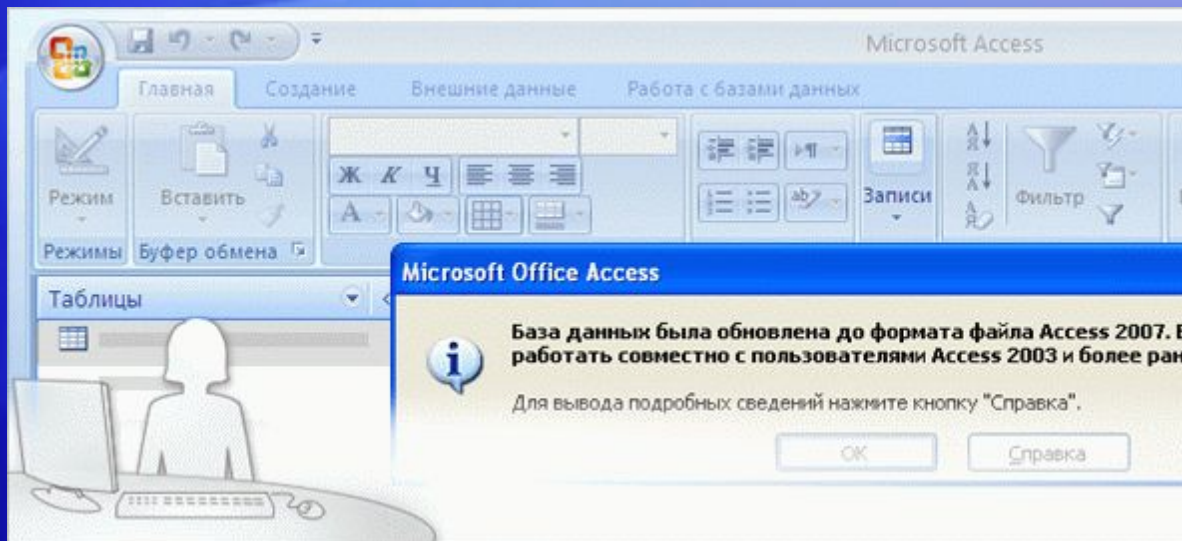 Microsoft Access
Главная Создание Внешние данные Работа с базами данных
Режим Вставить Ж К Ч Записи Фильтр
Режимы Буфер обмена
Таблицы
Microsoft Office Access
База данных была обновлена до формата файла Access 2007.
работать совместно с пользователями Access 2003 и более
Для вывода подробных сведений нажмите кнопку "Справка".
OK Справка